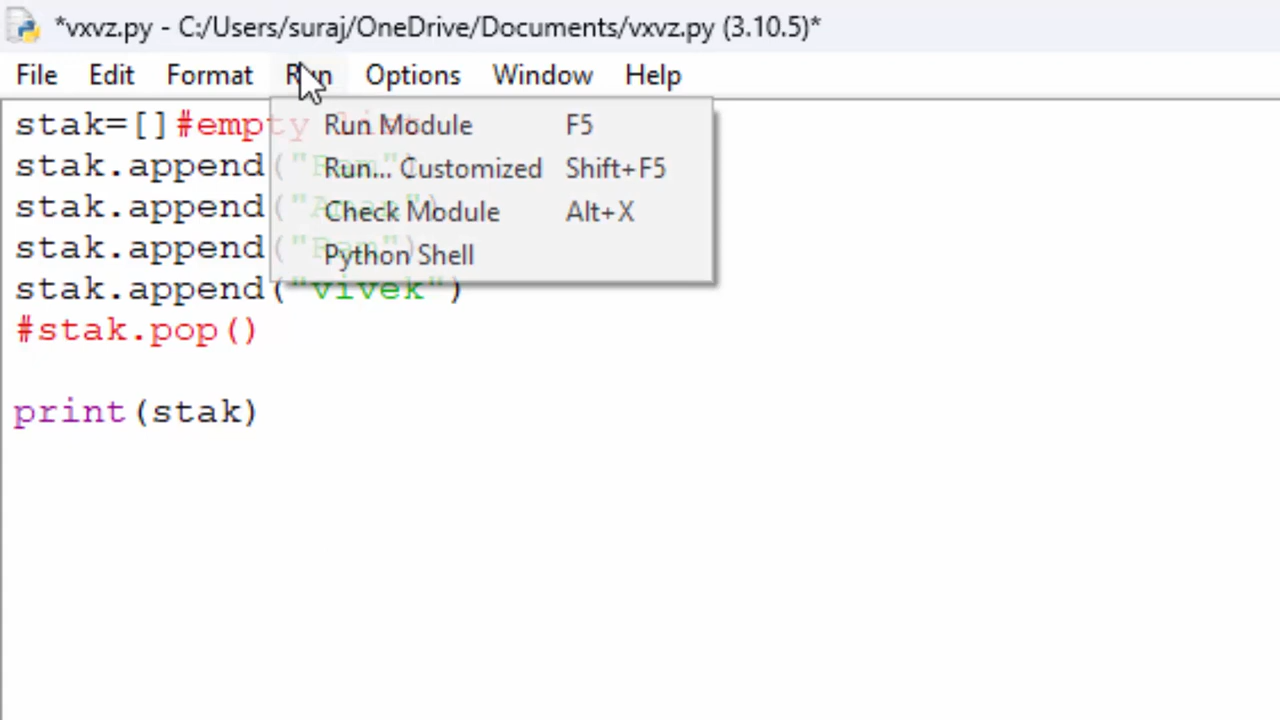 *vxvz.py - C:/Users/suraj/OneDrive/Documents/vxvz.py (3.10.5)*
File Edit Format Run Options Window Help
stak=[]#empty
Run Module F5
stak.append(
Run... Customized Shift+F5
stak.append(
Check Module Alt+X
stak.append(
Python Shell
stak.append("vivek")
#stak.pop()
print(stak)